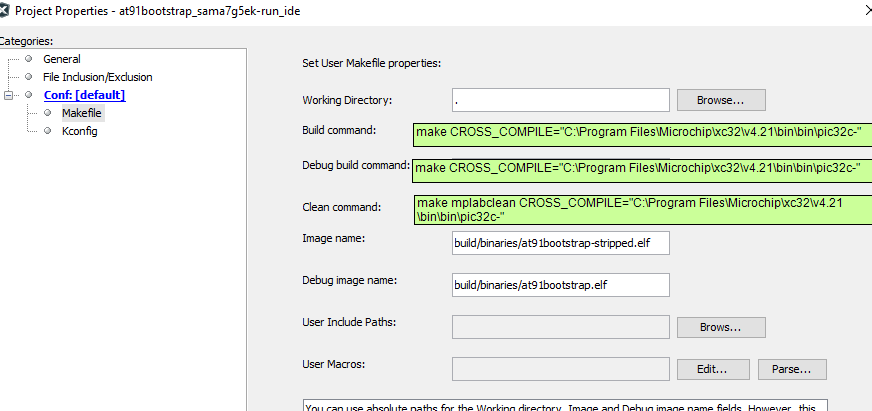 Project Properties - at91bootstrap_sama7g5ek-run_ide
Categories:
General
File Inclusion/Exclusion
Conf: [default]
Makefile
Kconfig
Set User Makefile properties:
Working Directory:
.
Browse...
Build command:
make CROSS_COMPILE="C:\Program Files\Microchip\xc32\v4.21\bin\bin\pic32c-"
Debug build command:
make CROSS_COMPILE="C:\Program Files\Microchip\xc32\v4.21\bin\bin\pic32c-"
Clean command:
make mplabclean CROSS_COMPILE="C:\Program Files\Microchip\xc32\v4.21
\bin\bin\pic32c-"
Image name:
build/binaries/at91bootstrap-stripped.elf
Debug image name:
build/binaries/at91bootstrap.elf
User Include Paths:
Brows...
User Macros:
Edit...
Parse...
You can use absolute paths for the Working directory, Image and Debug image name fields. However, this